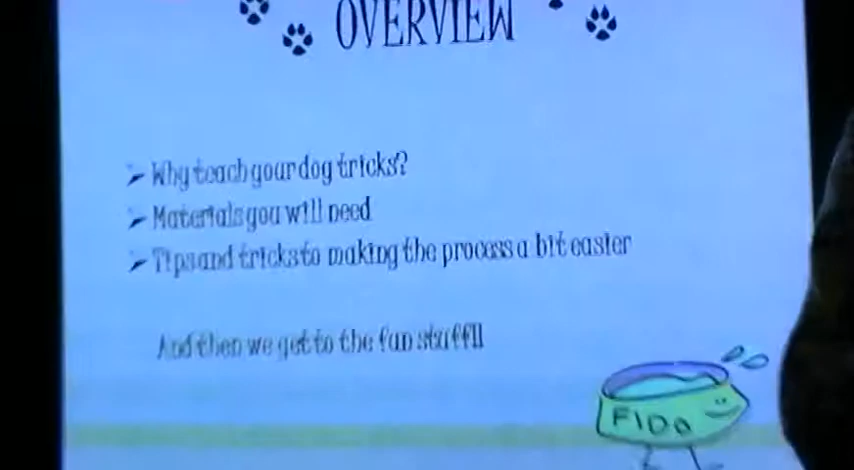 OVERVIEW
Why teach your dog tricks?
Materials you will need
Tips and tricks to making the process a bit easier
And then we get to the fun stuff!!
FIDO